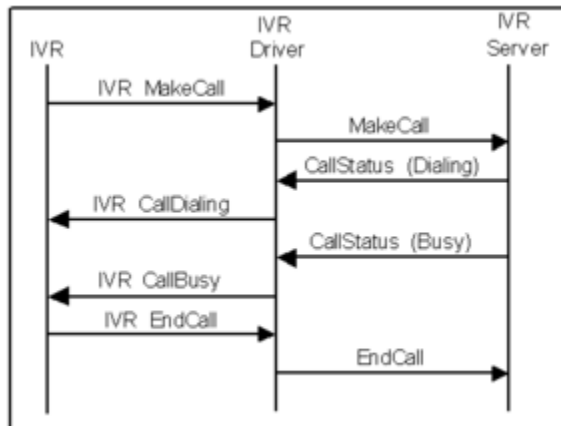 IVR
IVR
Driver
IVR
Server
IVR MakeCall
MakeCall
CallStatus (Dialing)
IVR CallDialing
CallStatus (Busy)
IVR CallBusy
IVR EndCall
EndCall